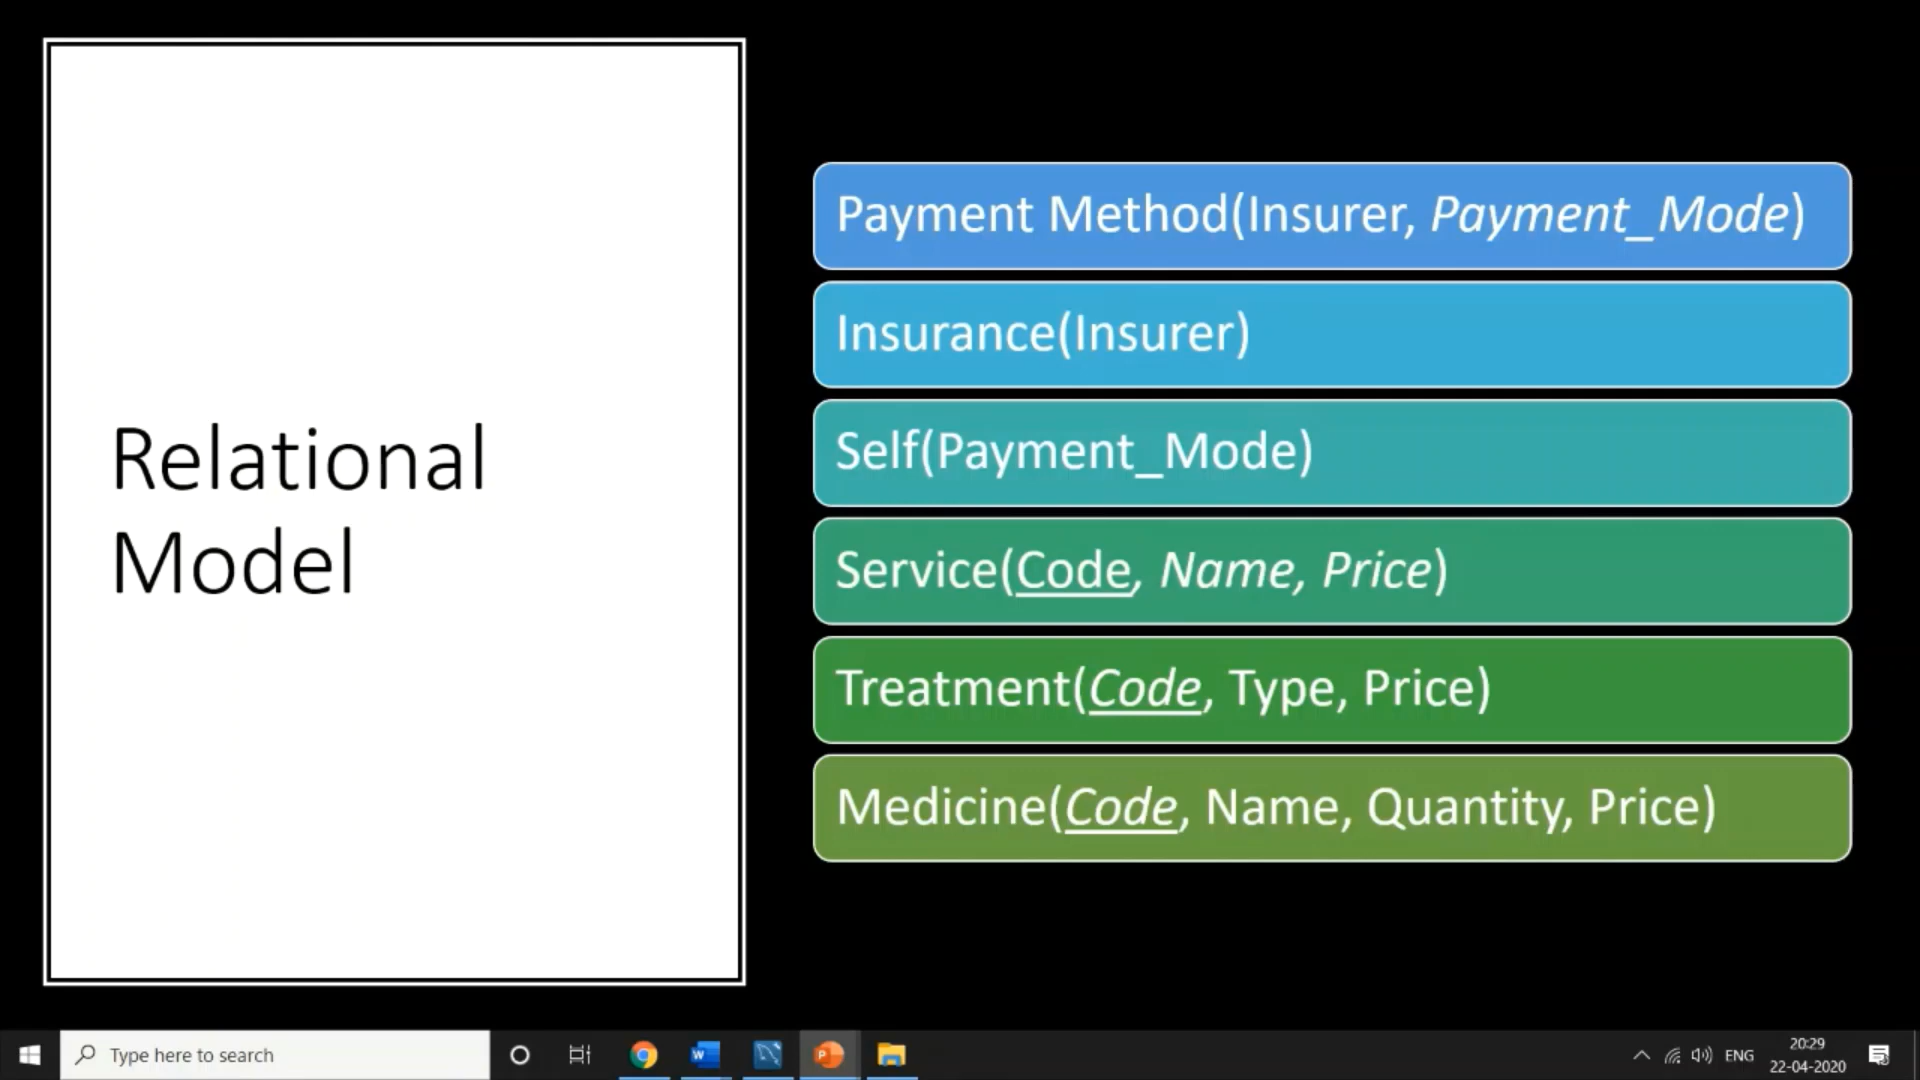 Relational
Model
Payment Method(Insurer, Payment_Mode)
Insurance(Insurer)
Self(Payment_Mode)
Service(Code, Name, Price)
Treatment(Code, Type, Price)
Medicine(Code, Name, Quantity, Price)
Type here to search
W
P
ENG
20:29
22-04-2020